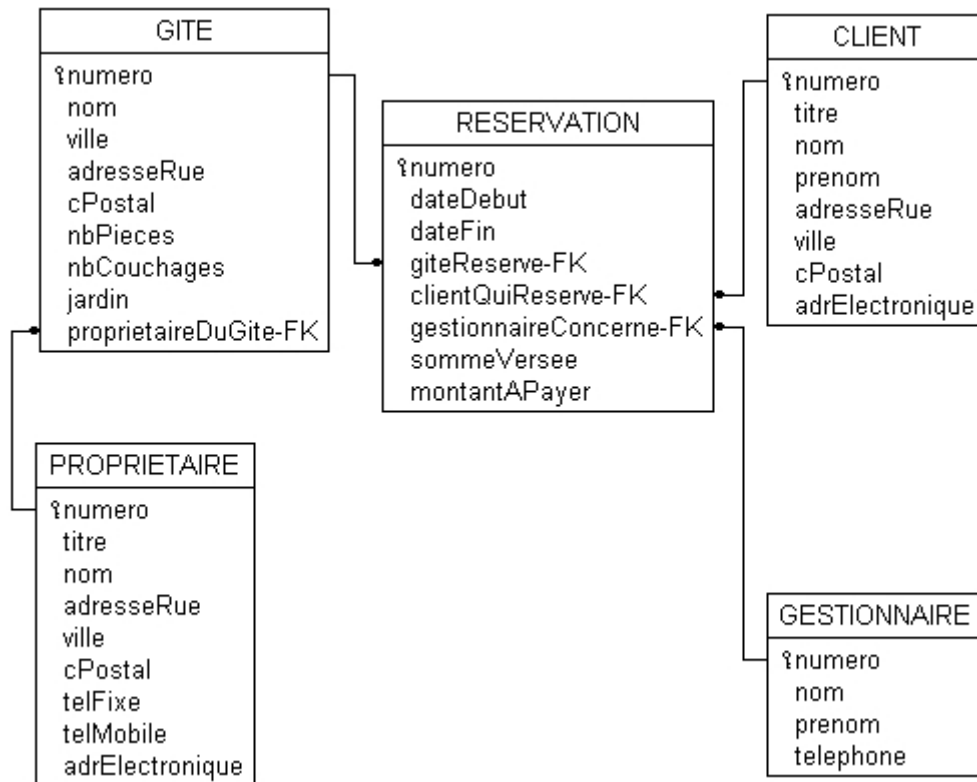 GITE
numero
nom
ville
adresseRue
cPostal
nbPieces
nbCouchages
jardin
proprietaireDuGite-FK
RESERVATION
numero
dateDebut
dateFin
giteReserve-FK
clientQuiReserve-FK
gestionnaireConcerne-FK
sommeVersee
montantAPayer
CLIENT
numero
titre
nom
prenom
adresseRue
ville
cPostal
adrElectronique
PROPRIETAIRE
numero
titre
nom
adresseRue
ville
cPostal
telFixe
telMobile
adrElectronique
GESTIONNAIRE
numero
nom
prenom
telephone